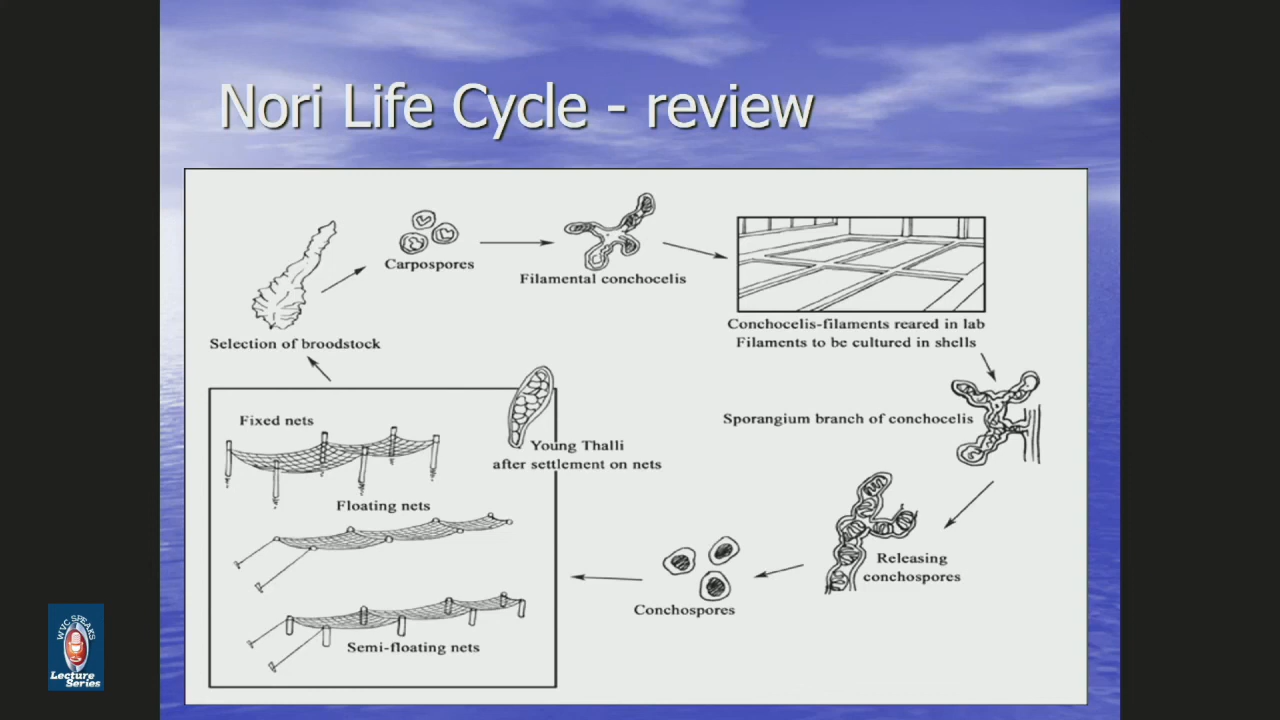 Nori Life Cycle - review
Carpospores
Filamental conchocelis
Selection of broodstock
Conchocelis-filaments reared in lab
Filaments to be cultured in shells
Sporangium branch of conchocelis
Releasing
conchospores
Conchospores
Young Thalli
after settlement on nets
Fixed nets
Floating nets
Semi-floating nets
WVC SPEAKS
Lecture
Series